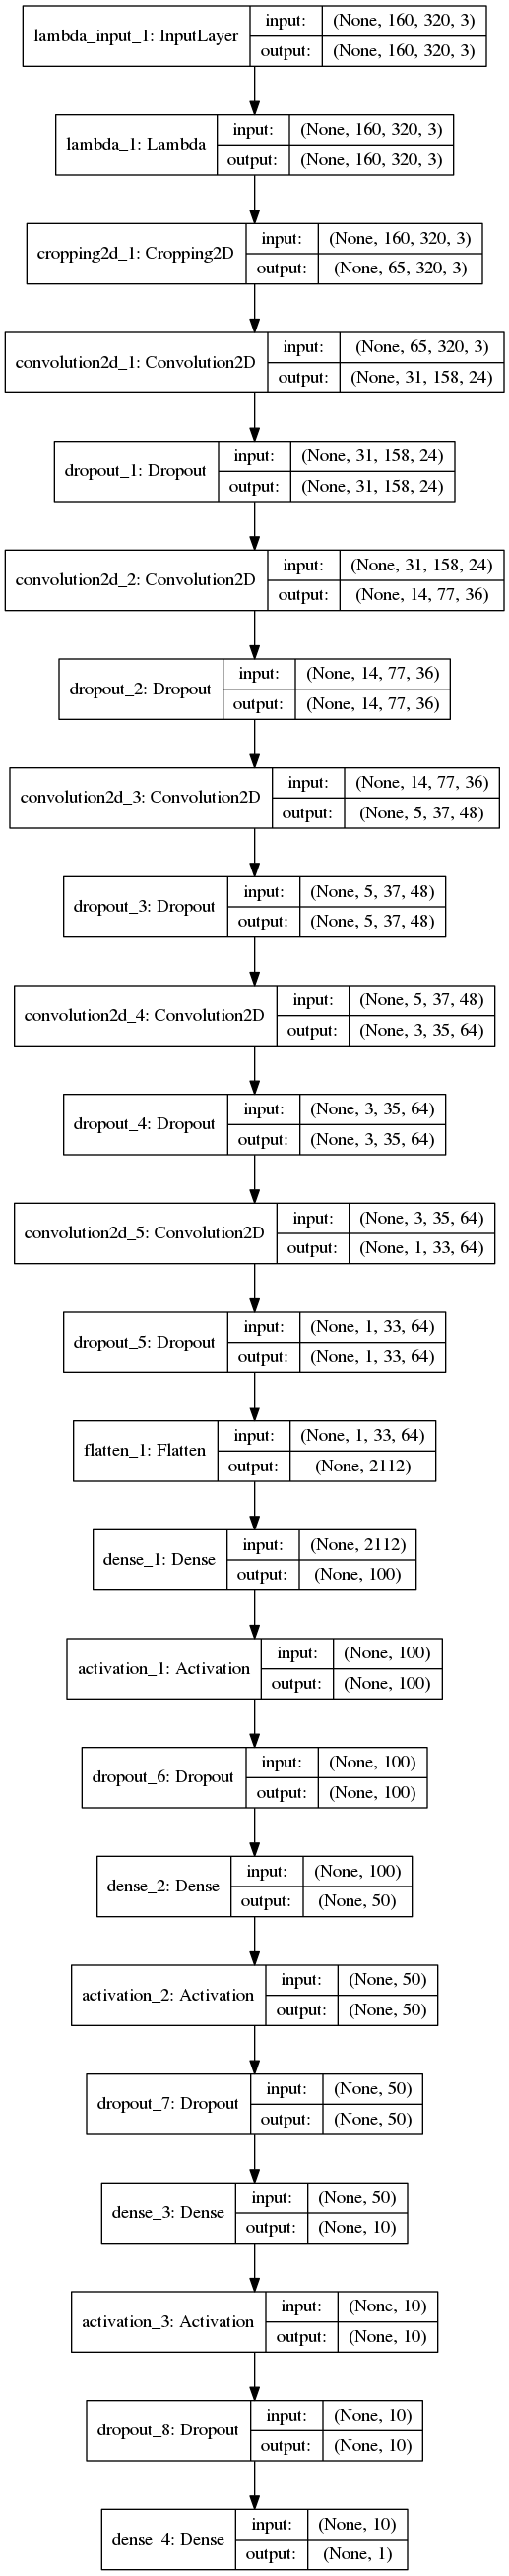 lambda_input_1: InputLayer
input: (None, 160, 320, 3)
output: (None, 160, 320, 3)
lambda_1: Lambda
input: (None, 160, 320, 3)
output: (None, 160, 320, 3)
cropping2d_1: Cropping2D
input: (None, 160, 320, 3)
output: (None, 65, 320, 3)
convolution2d_1: Convolution2D
input: (None, 65, 320, 3)
output: (None, 31, 158, 24)
dropout_1: Dropout
input: (None, 31, 158, 24)
output: (None, 31, 158, 24)
convolution2d_2: Convolution2D
input: (None, 31, 158, 24)
output: (None, 14, 77, 36)
dropout_2: Dropout
input: (None, 14, 77, 36)
output: (None, 14, 77, 36)
convolution2d_3: Convolution2D
input: (None, 14, 77, 36)
output: (None, 5, 37, 48)
dropout_3: Dropout
input: (None, 5, 37, 48)
output: (None, 5, 37, 48)
convolution2d_4: Convolution2D
input: (None, 5, 37, 48)
output: (None, 3, 35, 64)
dropout_4: Dropout
input: (None, 3, 35, 64)
output: (None, 3, 35, 64)
convolution2d_5: Convolution2D
input: (None, 3, 35, 64)
output: (None, 1, 33, 64)
dropout_5: Dropout
input: (None, 1, 33, 64)
output: (None, 1, 33, 64)
flatten_1: Flatten
input: (None, 1, 33, 64)
output: (None, 2112)
dense_1: Dense
input: (None, 2112)
output: (None, 100)
activation_1: Activation
input: (None, 100)
output: (None, 100)
dropout_6: Dropout
input: (None, 100)
output: (None, 100)
dense_2: Dense
input: (None, 100)
output: (None, 50)
activation_2: Activation
input: (None, 50)
output: (None, 50)
dropout_7: Dropout
input: (None, 50)
output: (None, 50)
dense_3: Dense
input: (None, 50)
output: (None, 10)
activation_3: Activation
input: (None, 10)
output: (None, 10)
dropout_8: Dropout
input: (None, 10)
output: (None, 10)
dense_4: Dense
input: (None, 10)
output: (None, 1)